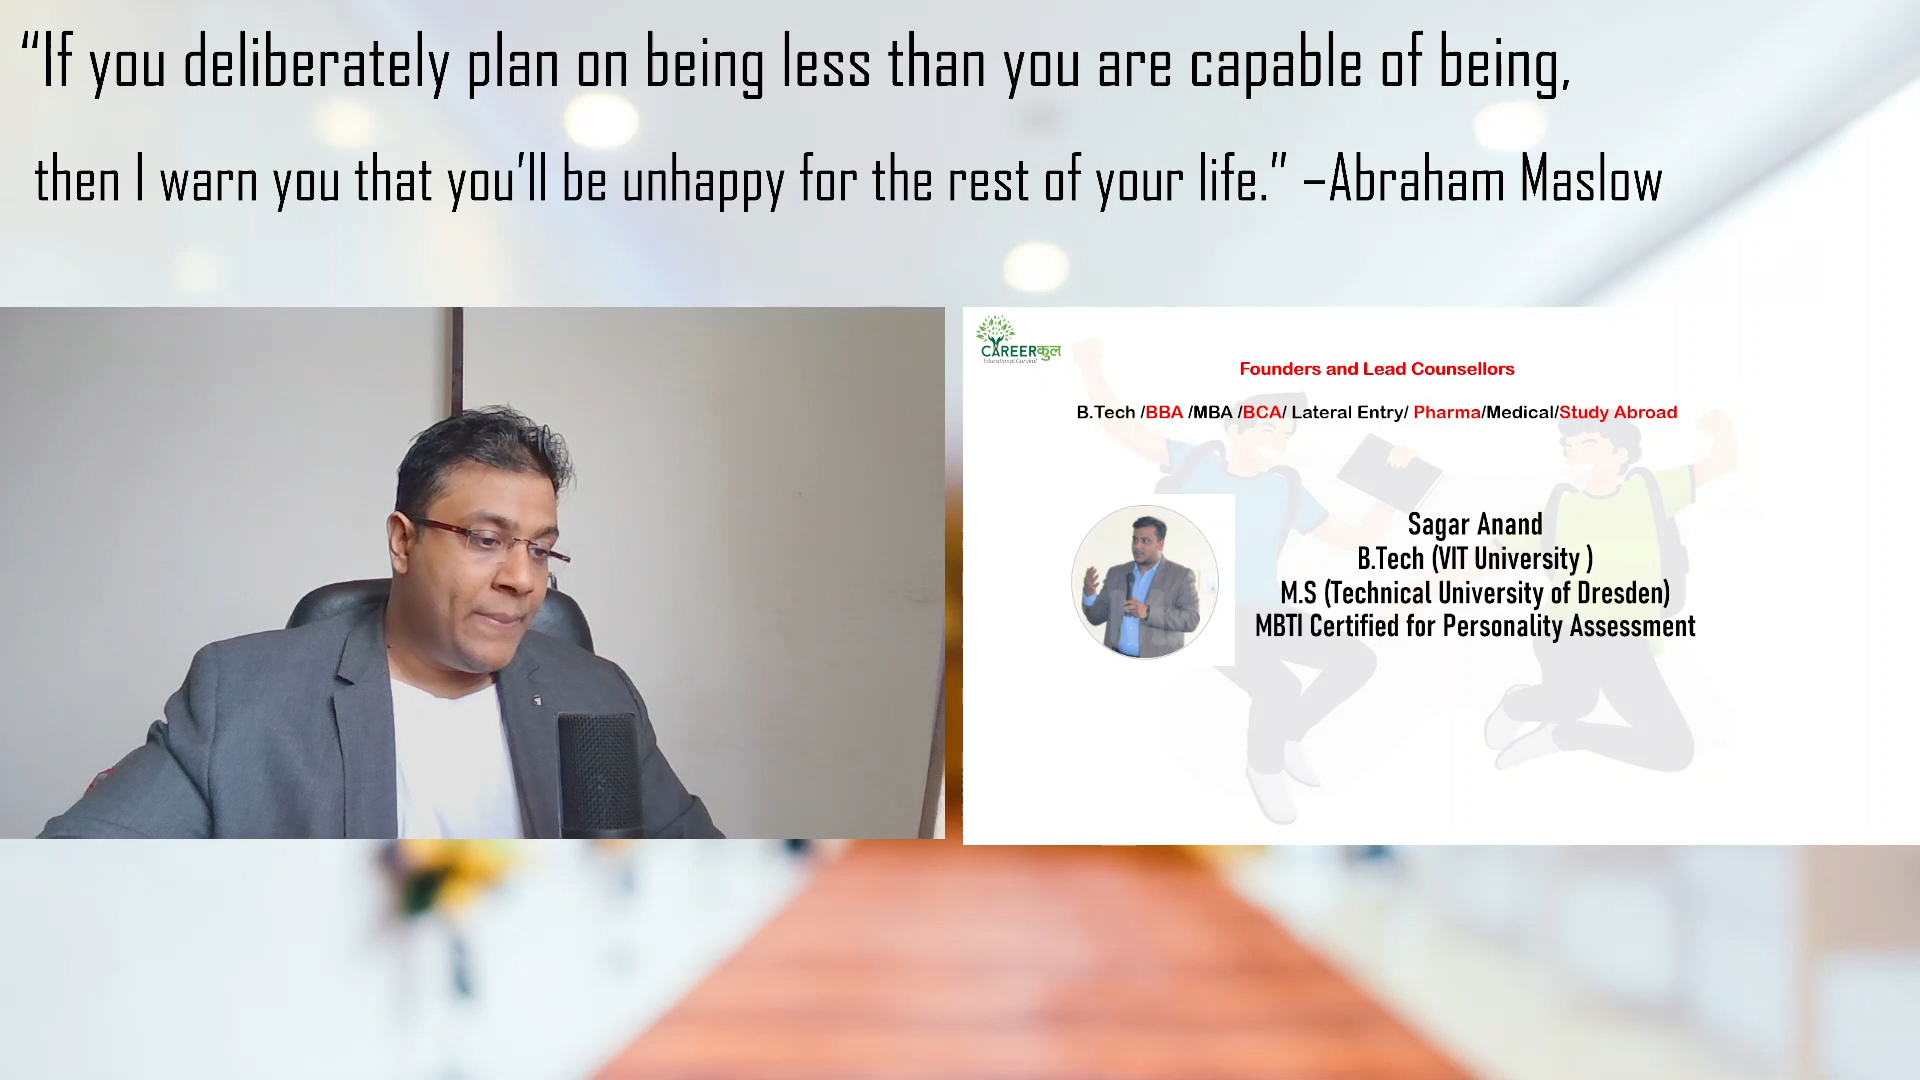 “If you deliberately plan on being less than you are capable of being,
then I warn you that you’ll be unhappy for the rest of your life.” –Abraham Maslow
CAREERकुल
Educational Gurukul
Founders and Lead Counsellors
B.Tech /BBA /MBA /BCA/ Lateral Entry/ Pharma/Medical/Study Abroad
Sagar Anand
B.Tech (VIT University )
M.S (Technical University of Dresden)
MBTI Certified for Personality Assessment